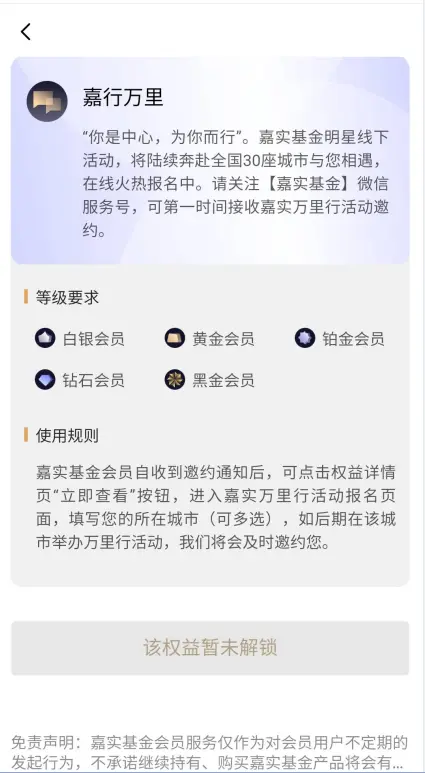 嘉行万里
“你是中心，为你而行”。嘉实基金明星线下
活动，将陆续奔赴全国30座城市与您相遇，
在线火热报名中。请关注【嘉实基金】微信
服务号，可第一时间接收嘉实万里行活动邀
约。
等级要求
白银会员 黄金会员 铂金会员
钻石会员 黑金会员
使用规则
嘉实基金会员自收到邀约通知后，可点击权益详情
页“立即查看”按钮，进入嘉实万里行活动报名页
面，填写您的所在城市（可多选），如后期在该城
市举办万里行活动，我们将会及时邀约您。
该权益暂未解锁
免责声明：嘉实基金会员服务仅作为对会员用户不定期的
发起行为，不承诺继续持有、购买嘉实基金产品将会有...